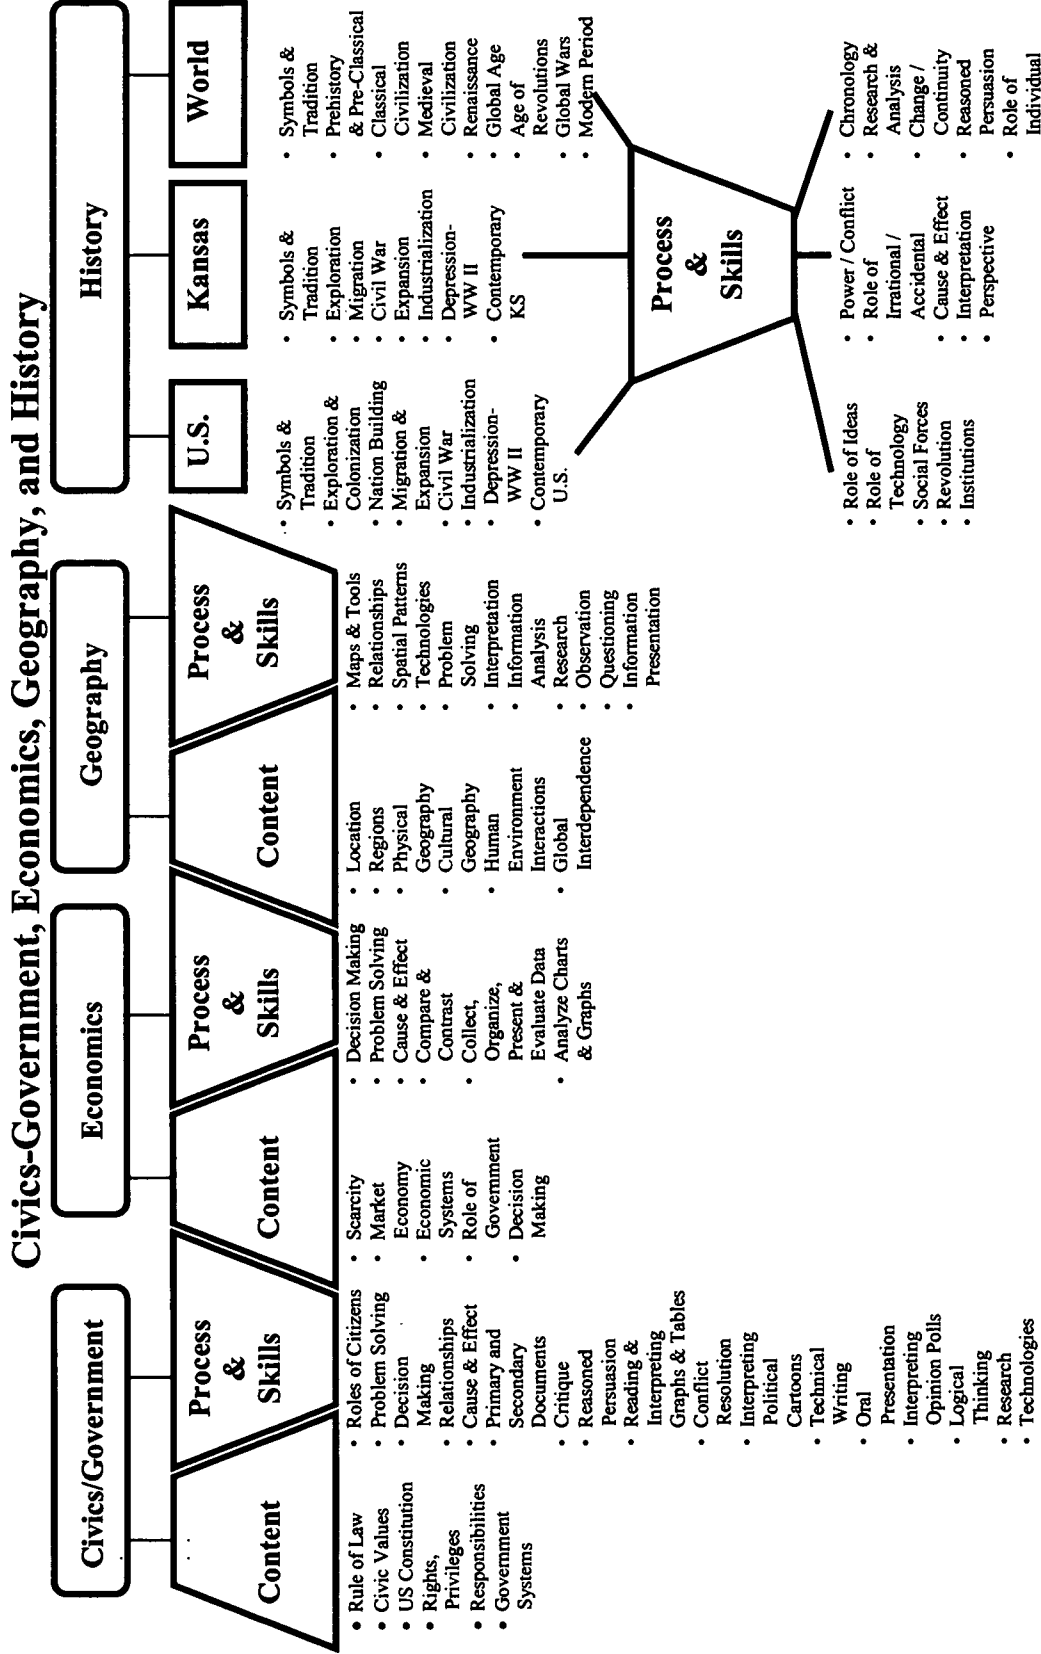 Civics-Government, Economics, Geography, and History
Civics/Government
Content
• Rule of Law
• Civic Values
• US Constitution
• Rights,
Privileges
• Responsibilities
• Government
Systems
Process
&
Skills
• Roles of Citizens
• Problem Solving
• Decision
Making
• Relationships
• Cause & Effect
• Primary and
Secondary
Documents
• Critique
• Reasoned
Persuasion
• Reading &
Interpreting
Graphs & Tables
• Conflict
Resolution
• Interpreting
Political
Cartoons
• Technical
Writing
• Oral
Presentation
• Interpreting
Opinion Polls
• Logical
Thinking
• Research
• Technologies
Economics
Content
• Scarcity
• Market
Economy
• Economic
Systems
• Role of
Government
• Decision
Making
Process
&
Skills
• Decision Making
• Problem Solving
• Cause & Effect
• Compare &
Contrast
• Collect,
Organize,
Present &
Evaluate Data
• Analyze Charts
& Graphs
Geography
Content
• Location
• Regions
• Physical
Geography
• Cultural
Geography
• Human
Environment
Interactions
• Global
Interdependence
Process
&
Skills
• Maps & Tools
• Relationships
• Spatial Patterns
• Technologies
• Problem
Solving
• Interpretation
• Information
Analysis
• Research
• Observation
• Questioning
• Information
Presentation
History
U.S.
• Symbols &
Tradition
• Exploration &
Colonization
• Nation Building
• Migration &
Expansion
• Civil War
• Industrialization
• Depression-
WW II
• Contemporary
U.S.
Kansas
• Symbols &
Tradition
• Exploration
• Migration
• Civil War
• Expansion
• Industrialization
• Depression-
WW II
• Contemporary
KS
World
• Symbols &
Tradition
• Prehistory
& Pre-Classical
• Classical
Civilization
• Medieval
Civilization
• Renaissance
• Global Age
• Age of
Revolutions
• Global Wars
• Modern Period
Process
&
Skills
• Role of Ideas
• Role of
Technology
• Social Forces
• Revolution
• Institutions
• Power / Conflict
• Role of
Irrational /
Accidental
• Cause & Effect
• Interpretation
• Perspective
• Chronology
• Research &
Analysis
• Change /
Continuity
• Reasoned
Persuasion
• Role of
Individual